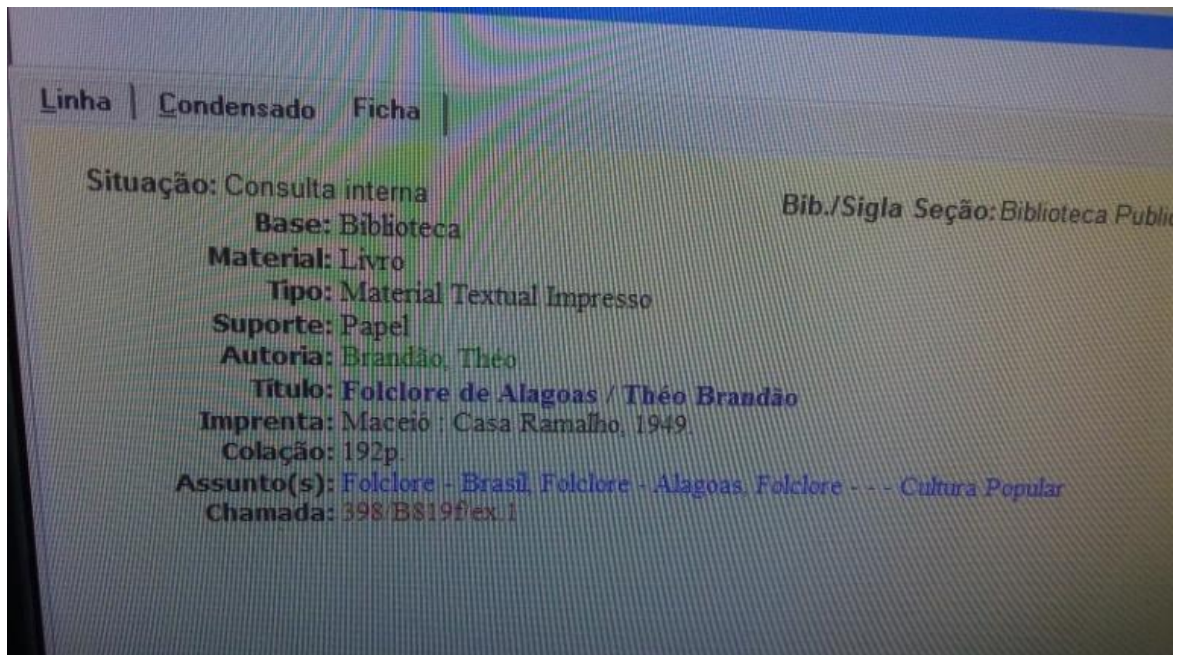 Linha | Condensado Ficha |
Situação: Consulta interna
Bib./Sigla Seção: Biblioteca
Base: Biblioteca
Material: Livro
Tipo: Material Textual Impresso
Suporte: Papel
Autoria: Brandão, Théo
Título: Folclore de Alagoas / Théo Brandão
Imprenta: Maceió : Casa Ramalho, 1949.
Colação: 192p.
Assunto(s): Folclore - Brasil, Folclore - Alagoas, Folclore - - - Cultura Popular
Chamada: 398/B819f/ex.1